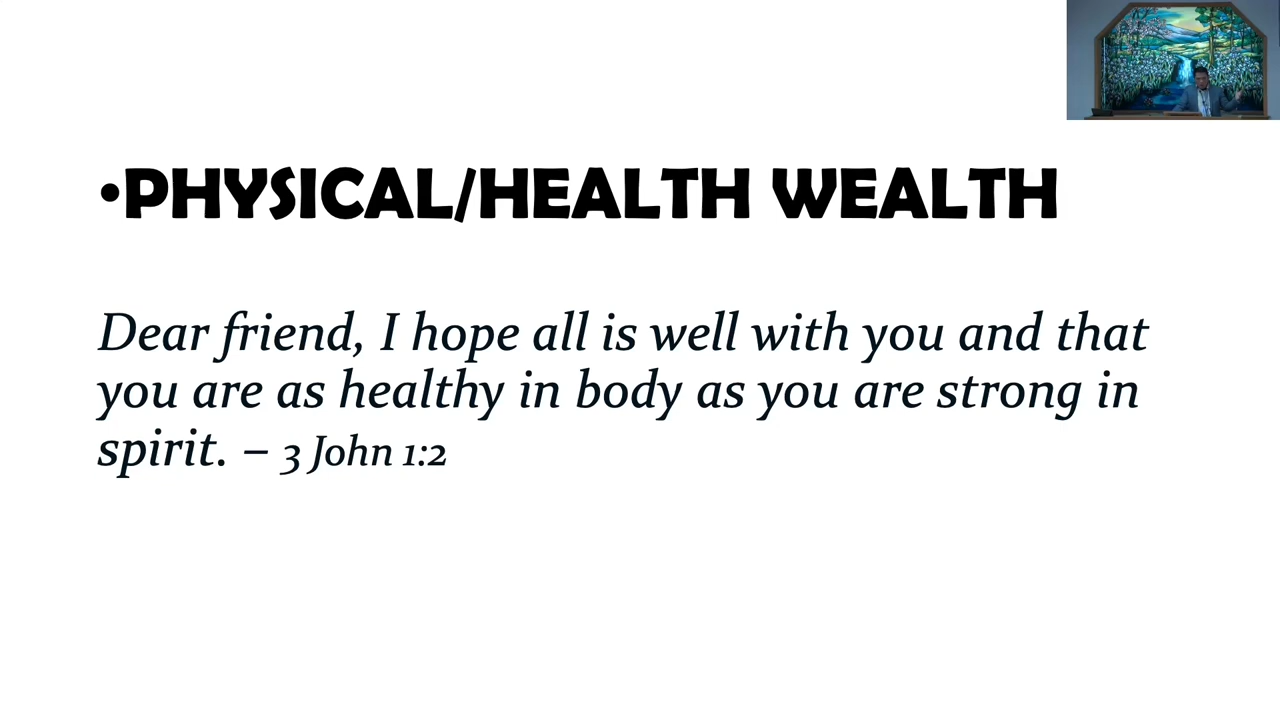 •PHYSICAL/HEALTH WEALTH
Dear friend, I hope all is well with you and that
you are as healthy in body as you are strong in
spirit. – 3 John 1:2